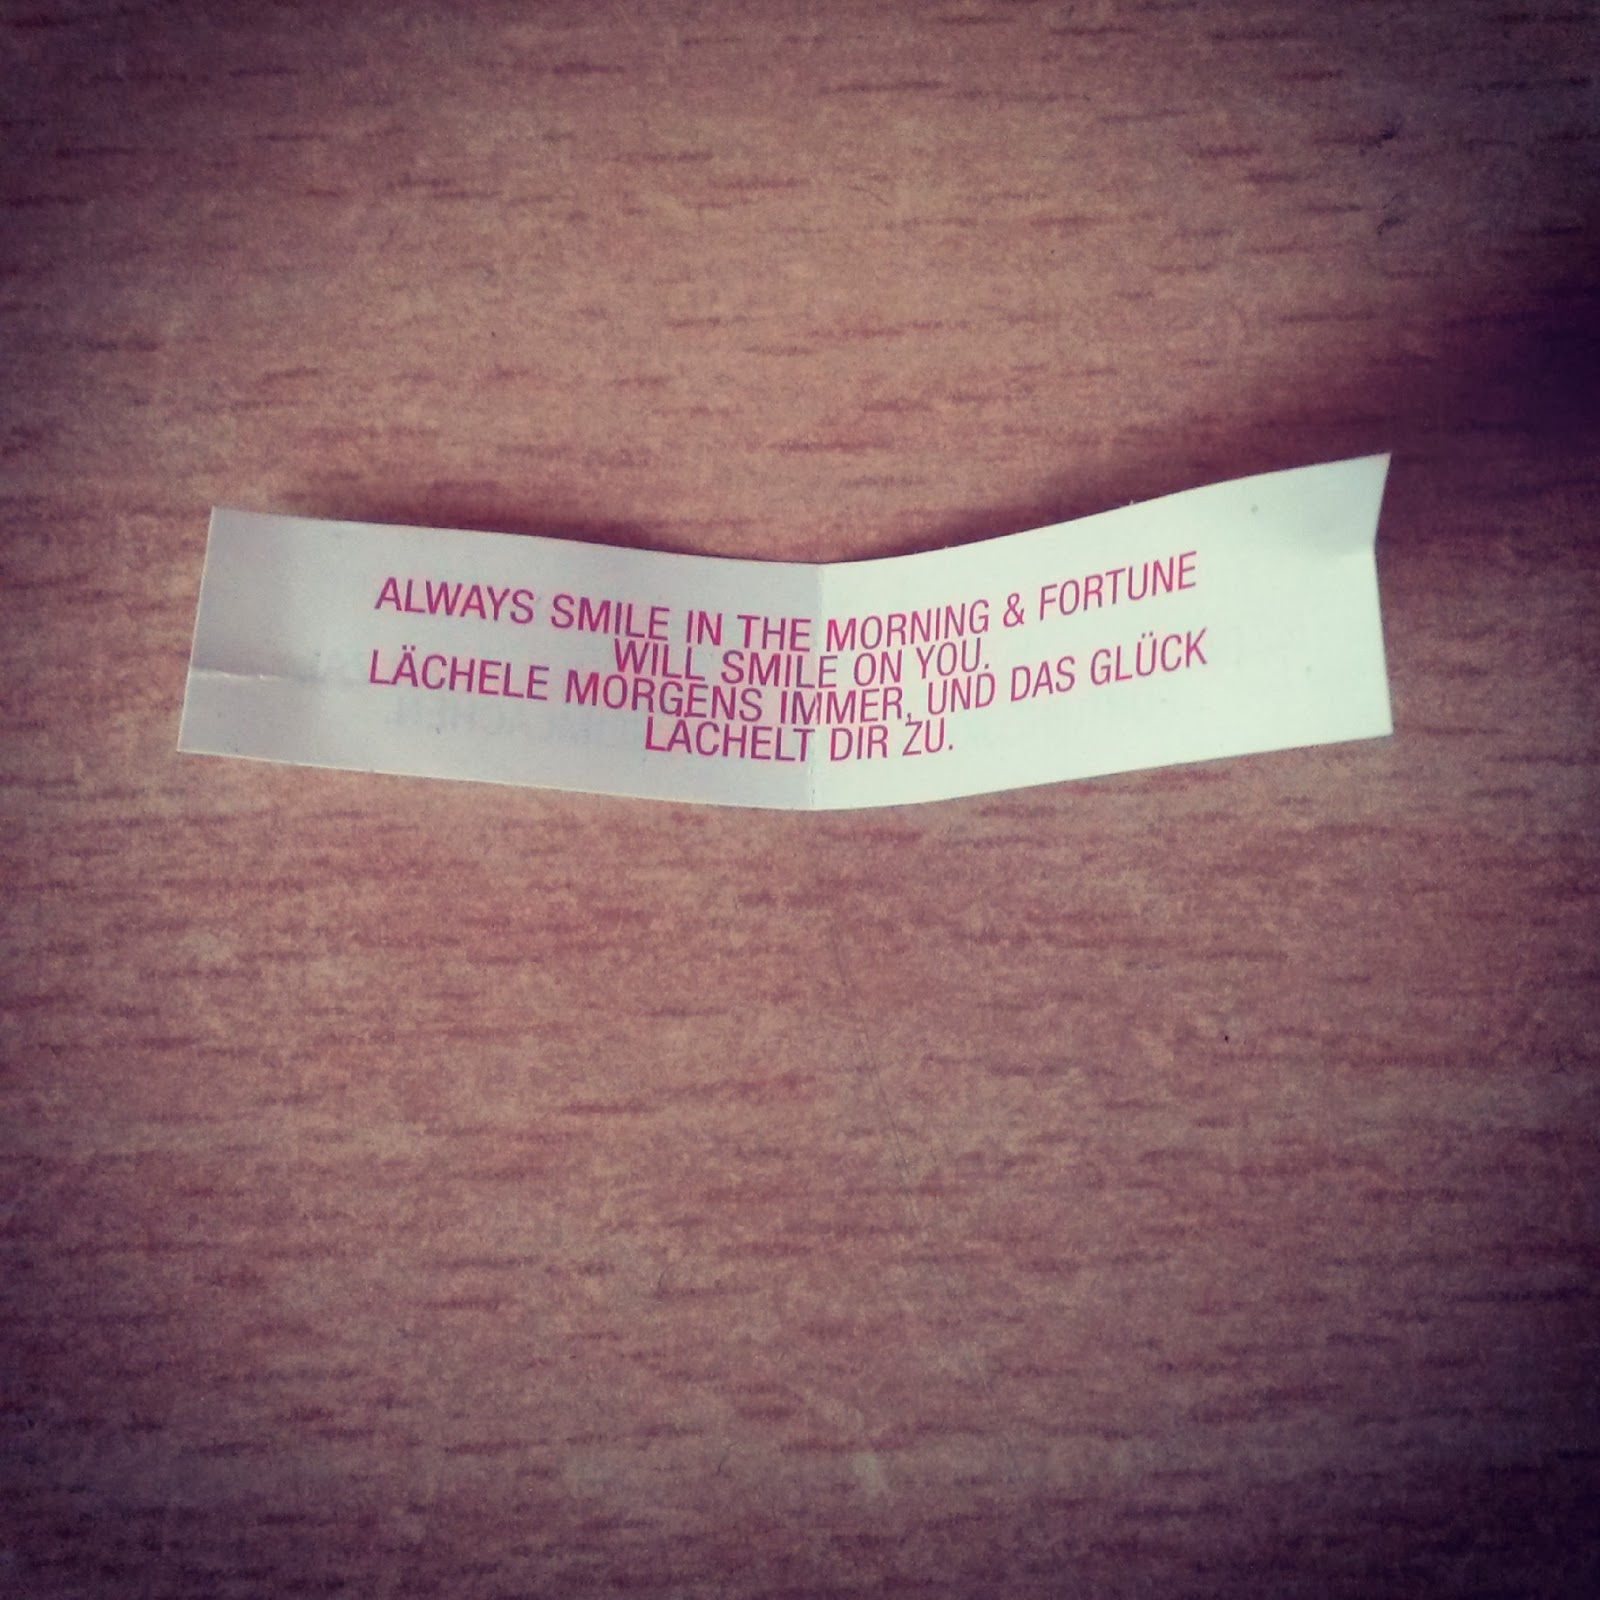 ALWAYS SMILE IN THE MORNING & FORTUNE
WILL SMILE ON YOU.
LÄCHELE MORGENS IMMER, UND DAS GLÜCK
LÄCHELT DIR ZU.